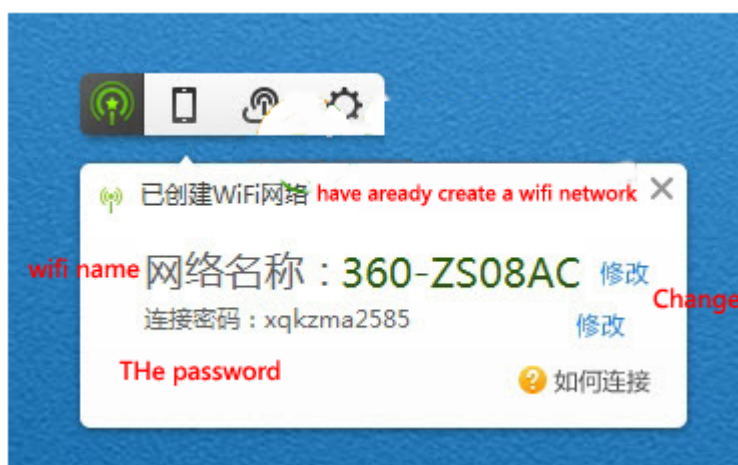 已创建WiFi网络 have aready create a wifi network
wifi name 网络名称：360-ZS08AC 修改
Change
连接密码：xqkzma2585 修改
THe password
如何连接